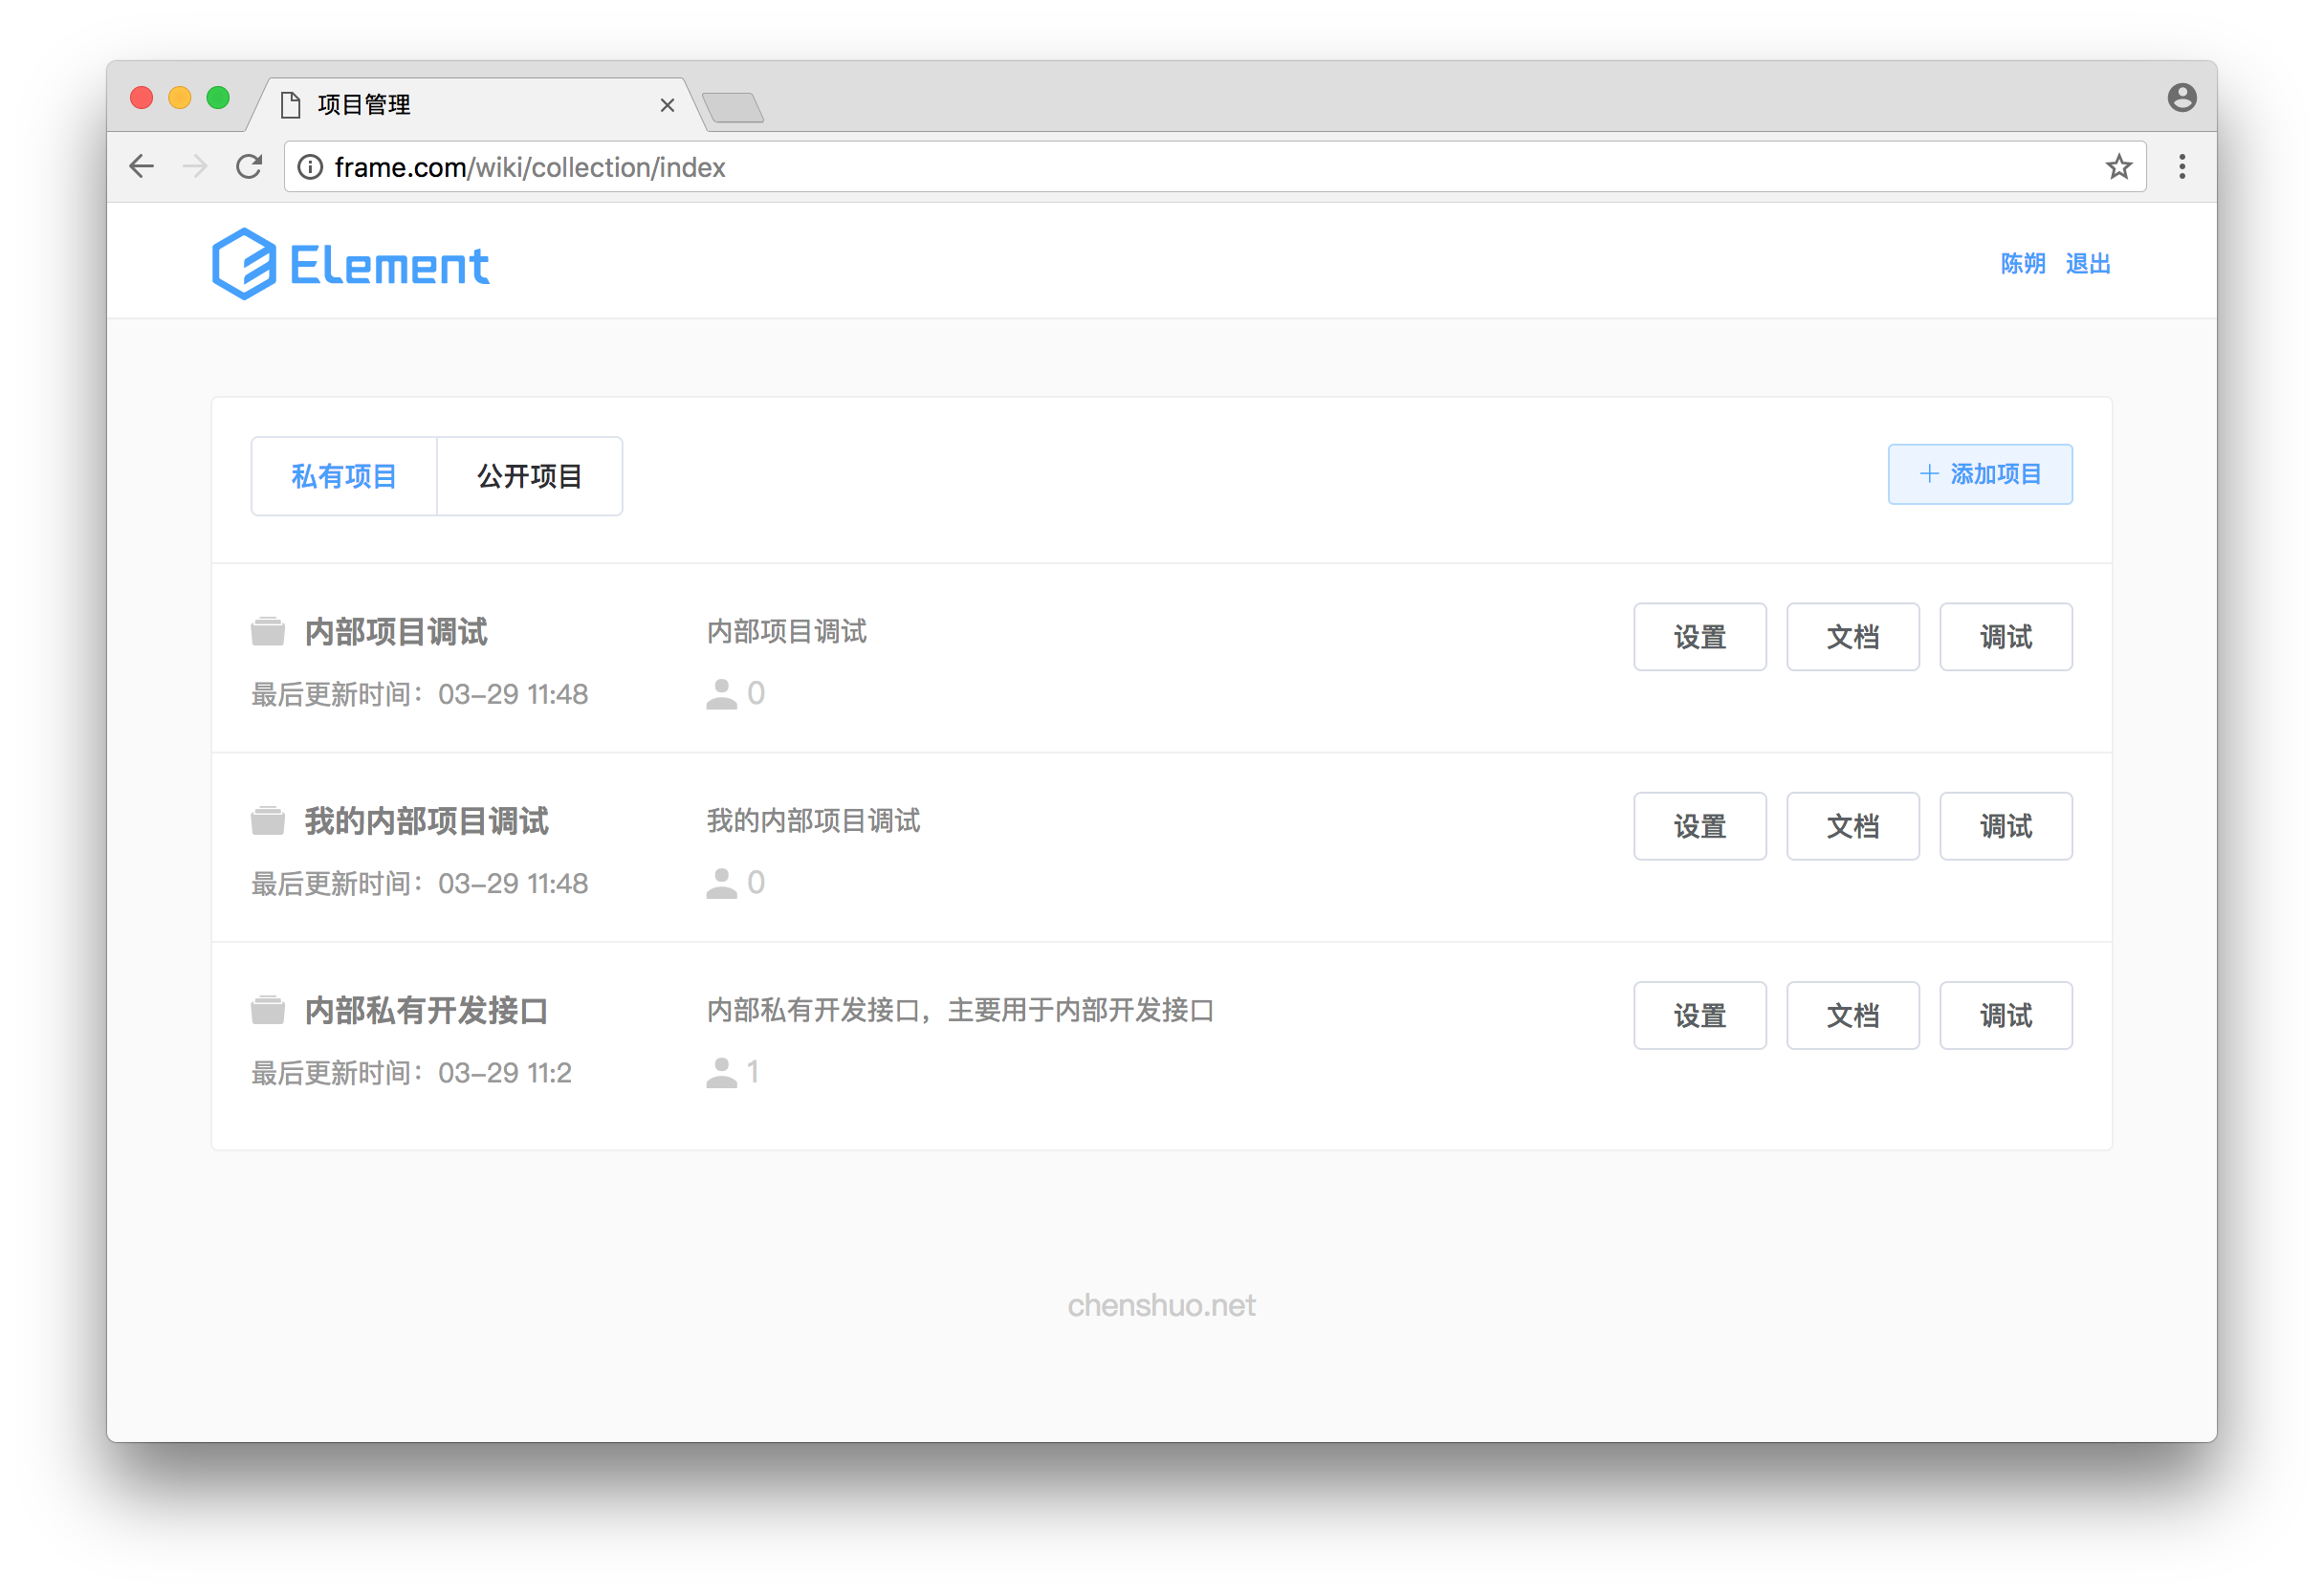 项目管理
frame.com/wiki/collection/index
Element
陈朔 退出
私有项目 公开项目
添加项目
内部项目调试 内部项目调试 设置 文档 调试
最后更新时间：03-29 11:48 0
我的内部项目调试 我的内部项目调试 设置 文档 调试
最后更新时间：03-29 11:48 0
内部私有开发接口 内部私有开发接口，主要用于内部开发接口 设置 文档 调试
最后更新时间：03-29 11:2 1
chenshuo.net